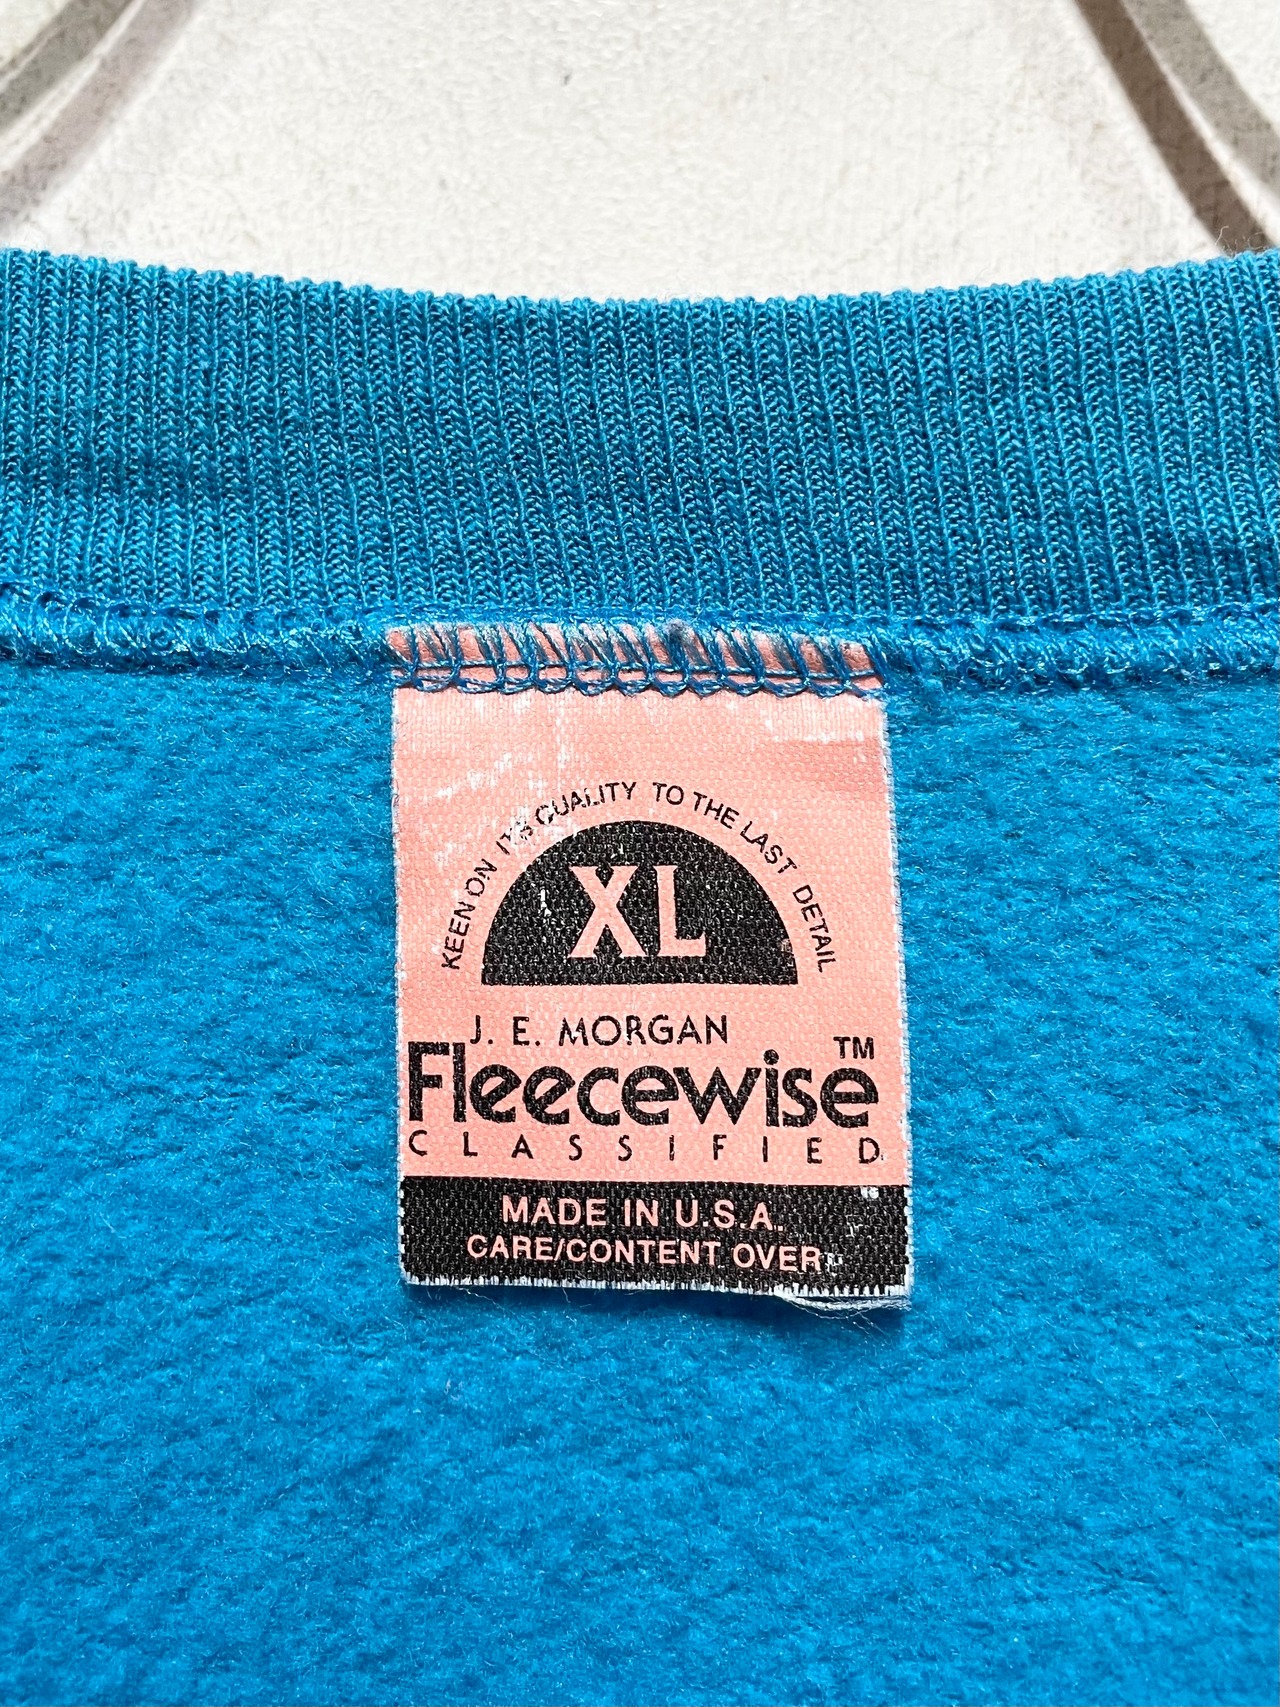 KEEN ON IT'S QUALITY TO THE LAST DETAIL
XL
J. E. MORGAN
Fleecewise™
CLASSIFIED
MADE IN U.S.A.
CARE/CONTENT OVER